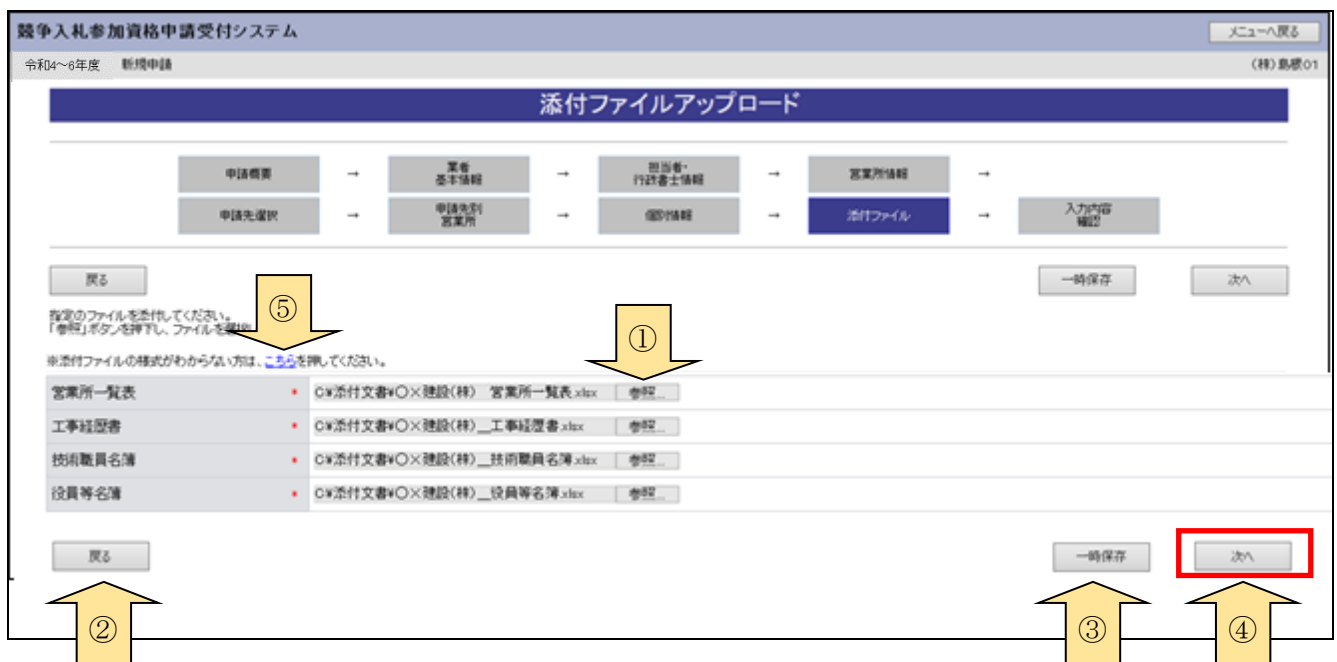 競争入札参加資格申請受付システム メニューへ戻る
令和4~6年度 新規申請 (株)島根01
添付ファイルアップロード
申請概要 → 業者基本情報 → 担当者・行政書士情報 → 営業所情報 →
申請先選択 → 申請先別営業所 → 個別情報 → 添付ファイル → 入力内容確認
戻る 一時保存 次へ
⑤
①
指定のファイルを添付してください。
「参照」ボタンを押下し、ファイルを選択
※添付ファイルの様式がわからない方は、こちらを押してください。
営業所一覧表 * C¥添付文書¥○×建設(株)__営業所一覧表.xlsx 参照...
工事経歴書 * C¥添付文書¥○×建設(株)__工事経歴書.xlsx 参照...
技術職員名簿 * C¥添付文書¥○×建設(株)__技術職員名簿.xlsx 参照...
役員等名簿 * C¥添付文書¥○×建設(株)__役員等名簿.xlsx 参照...
戻る 一時保存 次へ
② ③ ④